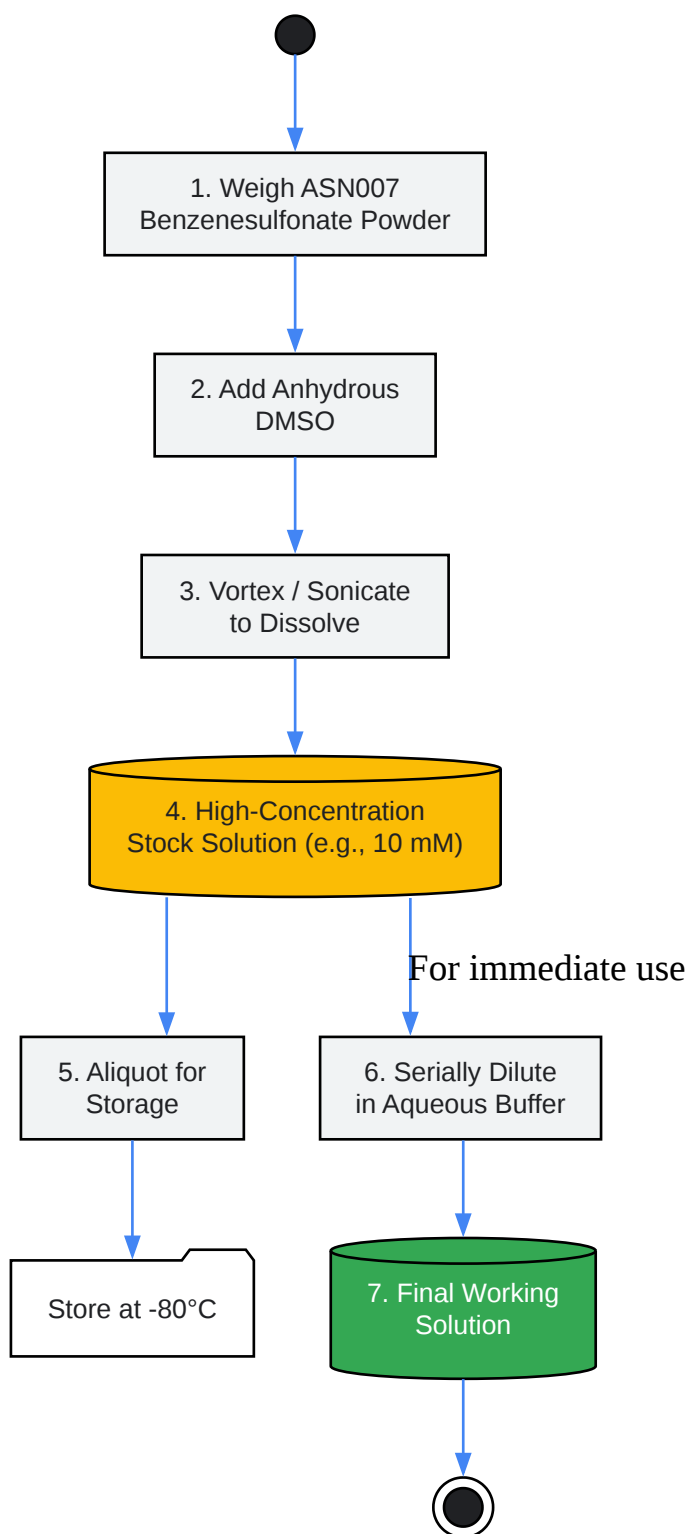 1. Weigh ASN007
Benzenesulfonate Powder
2. Add Anhydrous
DMSO
3. Vortex / Sonicate
to Dissolve
4. High-Concentration
Stock Solution (e.g., 10 mM)
For immediate use
5. Aliquot for
Storage
6. Serially Dilute
in Aqueous Buffer
Store at -80°C
7. Final Working
Solution